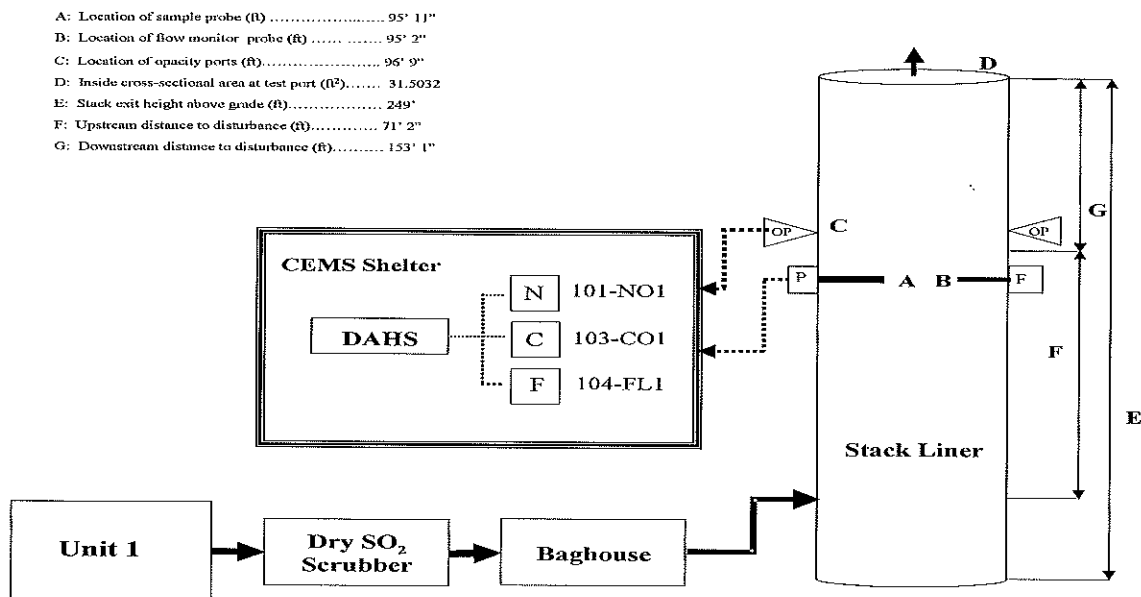 A: Location of sample probe (ft) ........................ 95' 11"
B: Location of flow monitor probe (ft) ...... ........ 95' 2"
C: Location of opacity ports (ft)........................ 96' 9"
D: Inside cross-sectional area at test port (ft²)....... 31.5032
E: Stack exit height above grade (ft)................. 249'
F: Upstream distance to disturbance (ft)............ 71' 2"
G: Downstream distance to disturbance (ft).......... 153' 1"
D
C
OP
OP
G
CEMS Shelter
P
A
B
F
N 101-NO1
DAHS
C 103-CO1
F 104-FL1
F
E
Stack Liner
Unit 1
Dry SO₂
Scrubber
Baghouse